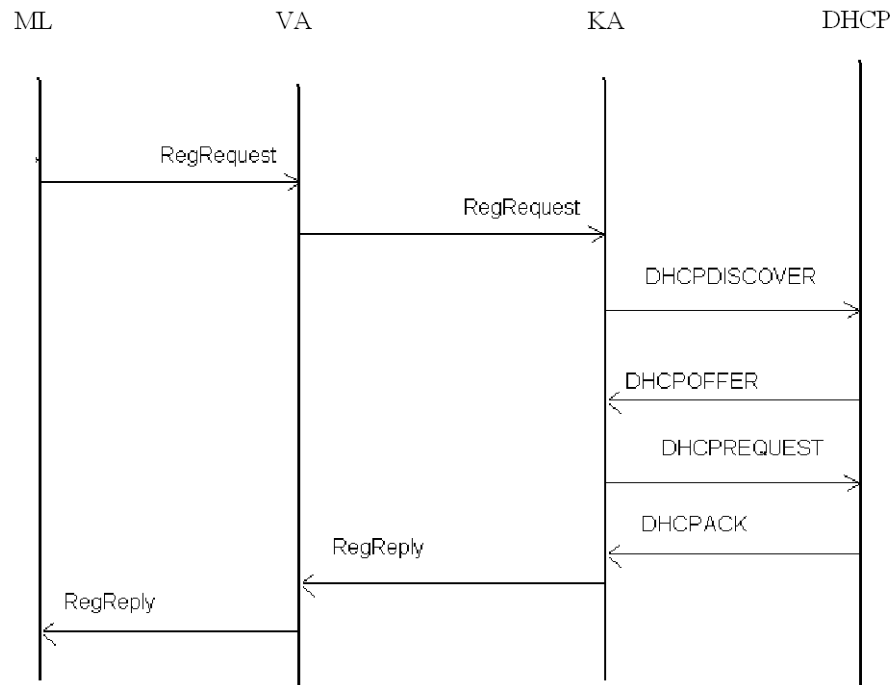 ML VA KA DHCP
RegRequest
RegRequest
DHCPDISCOVER
DHCPOFFER
DHCPREQUEST
DHCPACK
RegReply
RegReply